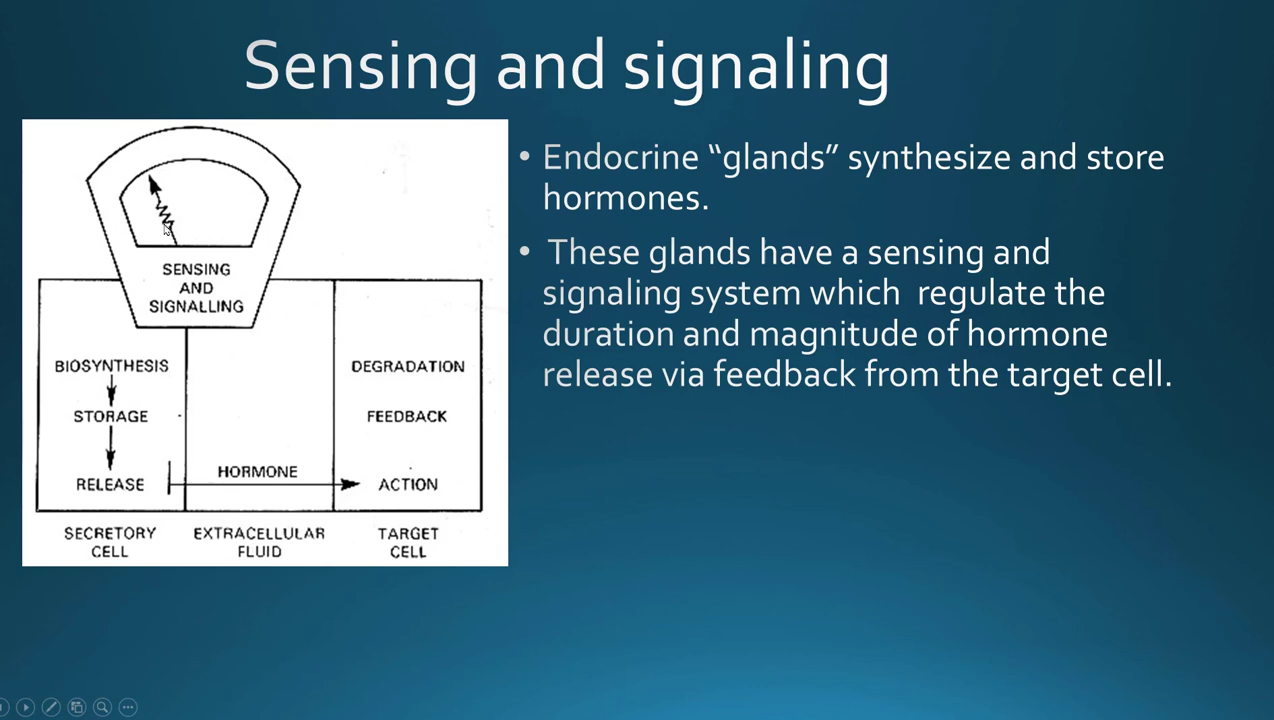 Sensing and signaling
SENSING
AND
SIGNALLING
BIOSYNTHESIS
STORAGE
RELEASE
HORMONE
DEGRADATION
FEEDBACK
ACTION
SECRETORY
CELL
EXTRACELLULAR
FLUID
TARGET
CELL
• Endocrine “glands” synthesize and store
hormones.
• These glands have a sensing and
signaling system which regulate the
duration and magnitude of hormone
release via feedback from the target cell.